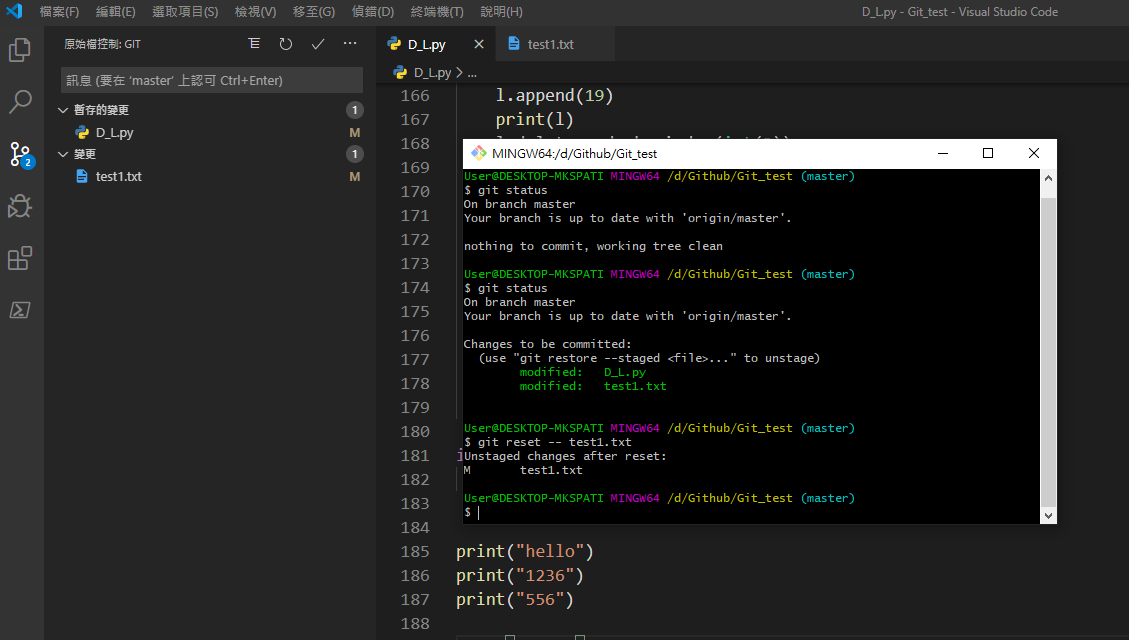 檔案(F) 編輯(E) 選取項目(S) 檢視(V) 移至(G) 偵錯(D) 終端機(T) 說明(H) D_L.py - Git_test - Visual Studio Code
原始檔控制: GIT
訊息 (要在 'master' 上認可 Ctrl+Enter)
暫存的變更 1
D_L.py M
變更 1
test1.txt M
2
D_L.py test1.txt
D_L.py > ...
166 l.append(19)
167 print(l)
168
169
170
171
172
173
174
175
176
177
178
179
180
181 i
182
183
184
185 print("hello")
186 print("1236")
187 print("556")
188
MINGW64:/d/Github/Git_test
User@DESKTOP-MKSPATI MINGW64 /d/Github/Git_test (master)
$ git status
On branch master
Your branch is up to date with 'origin/master'.
nothing to commit, working tree clean
User@DESKTOP-MKSPATI MINGW64 /d/Github/Git_test (master)
$ git status
On branch master
Your branch is up to date with 'origin/master'.
Changes to be committed:
(use "git restore --staged <file>..." to unstage)
modified: D_L.py
modified: test1.txt
User@DESKTOP-MKSPATI MINGW64 /d/Github/Git_test (master)
$ git reset -- test1.txt
Unstaged changes after reset:
M test1.txt
User@DESKTOP-MKSPATI MINGW64 /d/Github/Git_test (master)
$